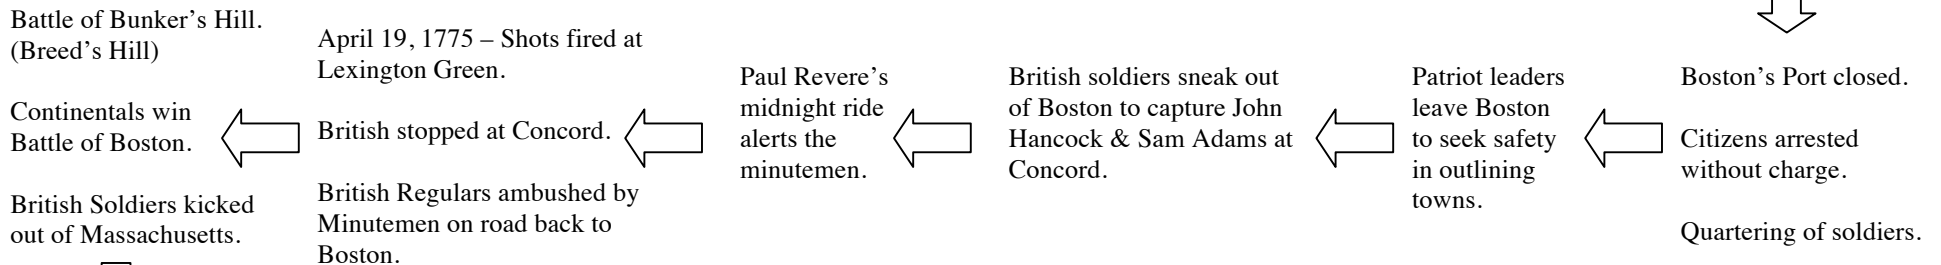 Battle of Bunker's Hill.
(Breed's Hill)
Continentals win
Battle of Boston.
British Soldiers kicked
out of Massachusetts.
April 19, 1775 – Shots fired at
Lexington Green.
British stopped at Concord.
British Regulars ambushed by
Minutemen on road back to
Boston.
Paul Revere's
midnight ride
alerts the
minutemen.
British soldiers sneak out
of Boston to capture John
Hancock & Sam Adams at
Concord.
Patriot leaders
leave Boston
to seek safety
in outlining
towns.
Boston's Port closed.
Citizens arrested
without charge.
Quartering of soldiers.